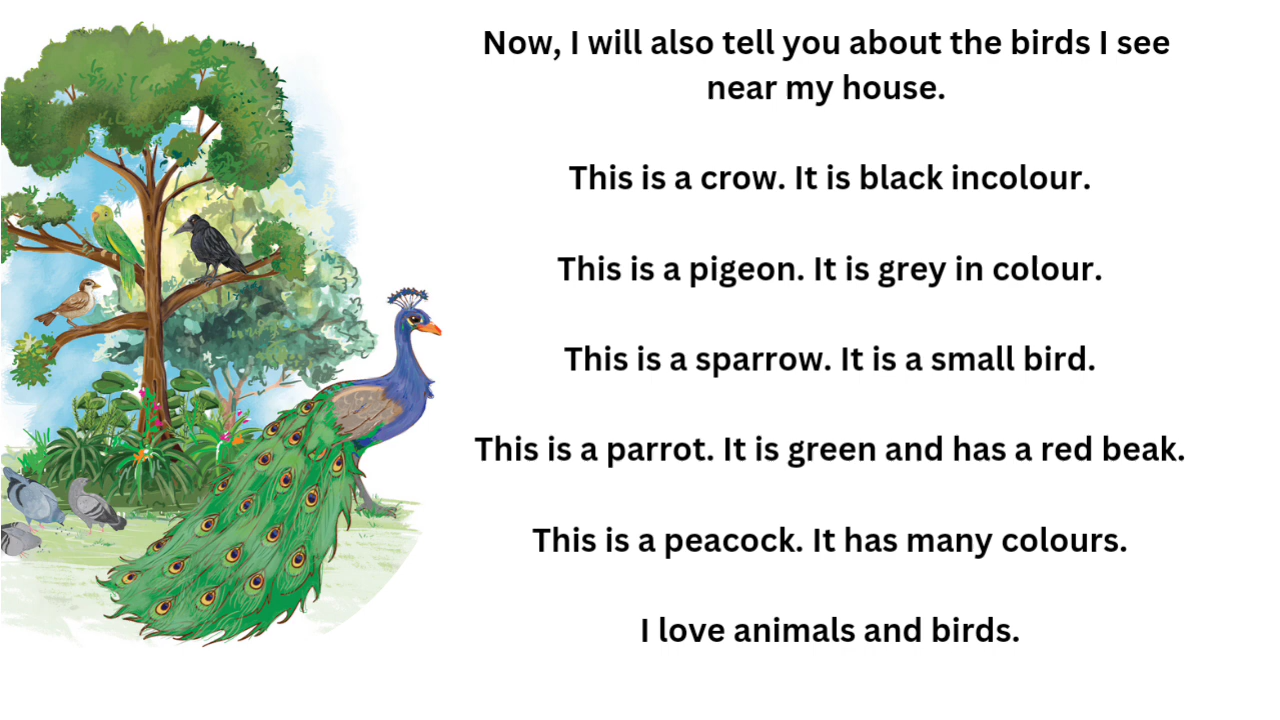 Now, I will also tell you about the birds I see
near my house.
This is a crow. It is black incolour.
This is a pigeon. It is grey in colour.
This is a sparrow. It is a small bird.
This is a parrot. It is green and has a red beak.
This is a peacock. It has many colours.
I love animals and birds.